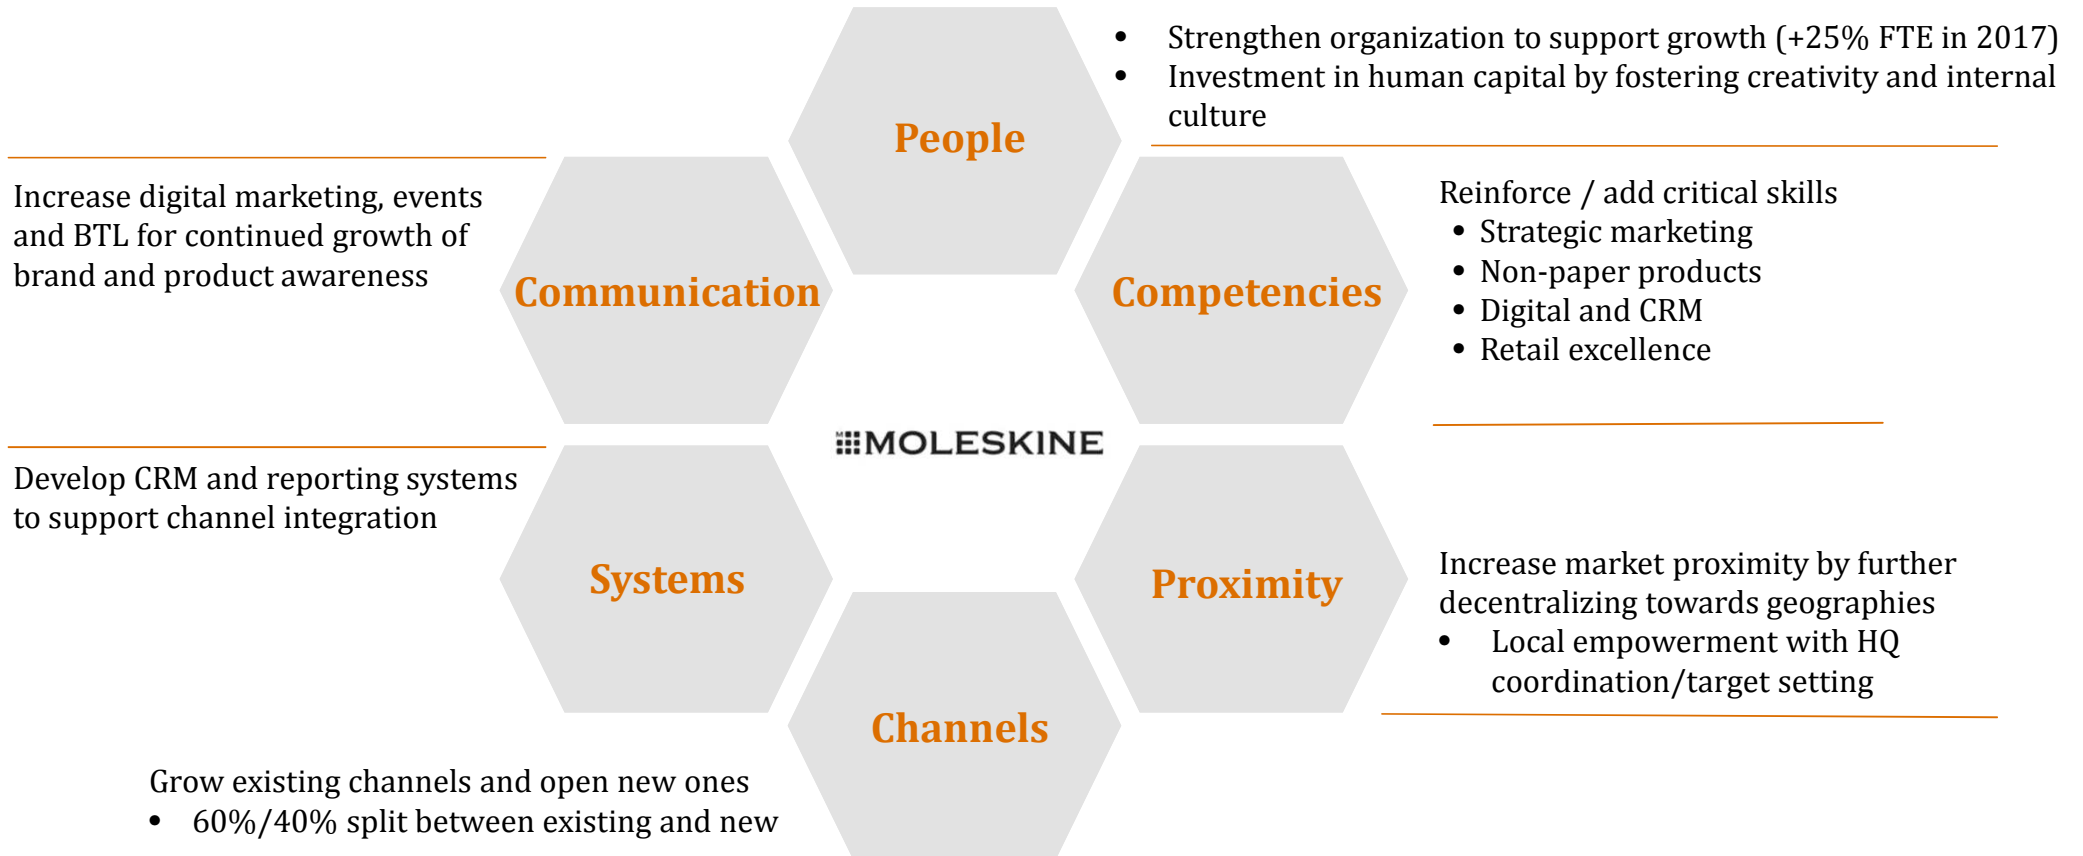 People
• Strengthen organization to support growth (+25% FTE in 2017)
• Investment in human capital by fostering creativity and internal
culture
Communication
Increase digital marketing, events
and BTL for continued growth of
brand and product awareness
Competencies
Reinforce / add critical skills
• Strategic marketing
• Non-paper products
• Digital and CRM
• Retail excellence
MOLESKINE
Systems
Develop CRM and reporting systems
to support channel integration
Proximity
Increase market proximity by further
decentralizing towards geographies
• Local empowerment with HQ
coordination/target setting
Channels
Grow existing channels and open new ones
• 60%/40% split between existing and new